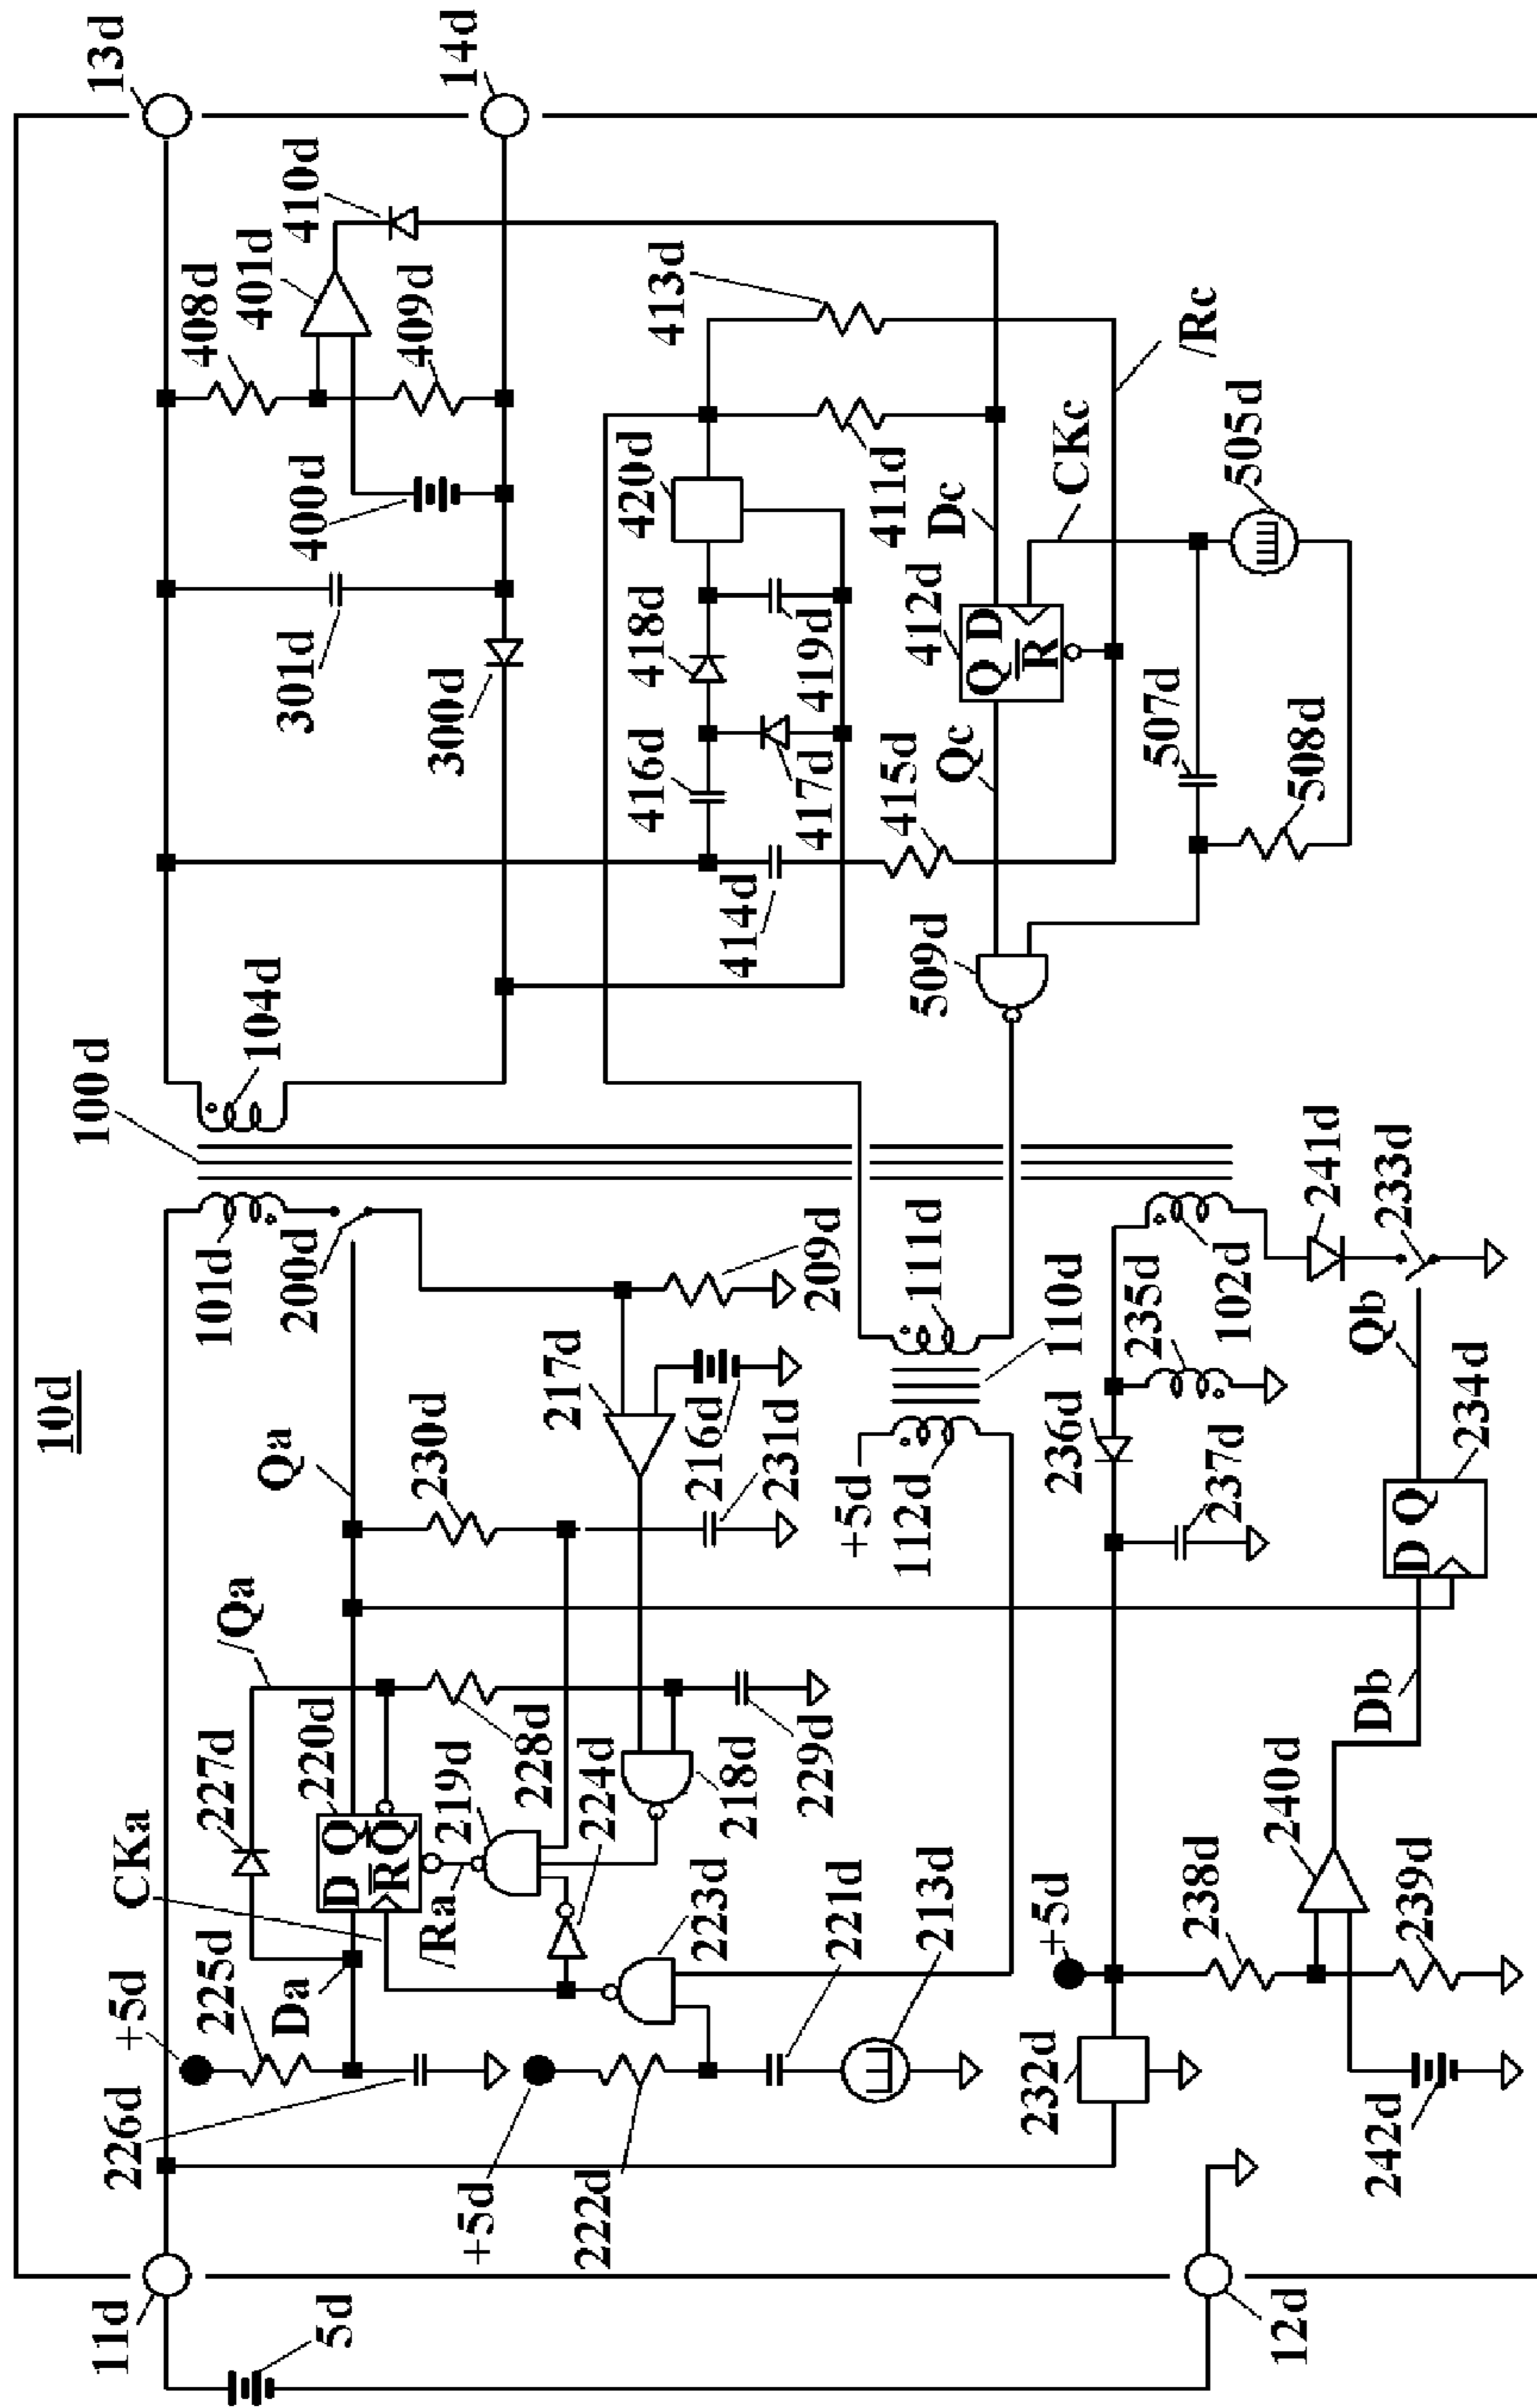 10d
100d
13d
14d
11d
5d
12d
+5d
225d
226d
Da
CKa
227d
220d
D Q
R Q
/Qa
Qa
101d
200d
104d
301d
300d
400d
408d
401d
409d
410d
+5d
222d
/Ra
219d
224d
223d
221d
213d
228d
218d
229d
230d
217d
216d
231d
209d
+5d
112d
111d
110d
414d
416d
417d
415d
418d
419d
420d
411d
413d
509d
Qc
412d
Q D
R
Dc
CKc
/Rc
507d
508d
505d
232d
+5d
238d
239d
240d
242d
Db
D Q
234d
Qb
237d
236d
235d
102d
241d
233d